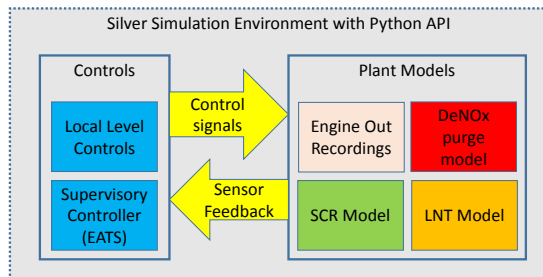 Silver Simulation Environment with Python API
Controls
Local Level
Controls
Supervisory
Controller
(EATS)
Control
signals
Sensor
Feedback
Plant Models
Engine Out
Recordings
DeNOx
purge
model
SCR Model
LNT Model